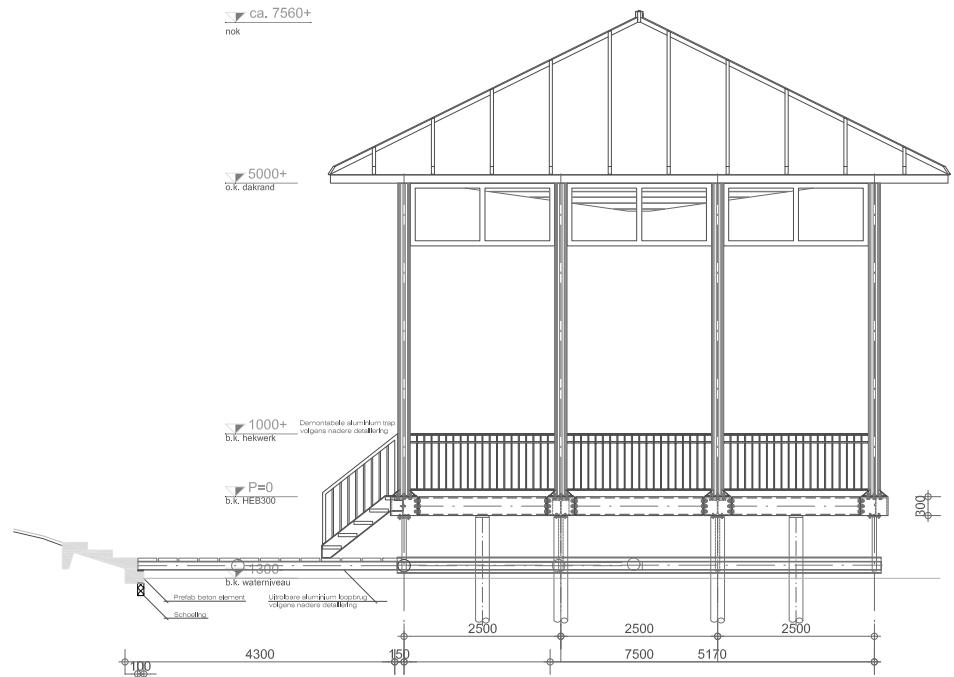 ca. 7560+
nok
5000+
o.k. dakrand
1000+
b.k. hekwerk
Demontabele aluminium trap
volgens nadere detaillering
P=0
b.k. HEB300
300
1300-
b.k. waterniveau
Prefab beton element
Uitrolbare aluminium loopbrug
volgens nadere detaillering
Schoeiing
2500
2500
2500
4300
150
7500
5170
100